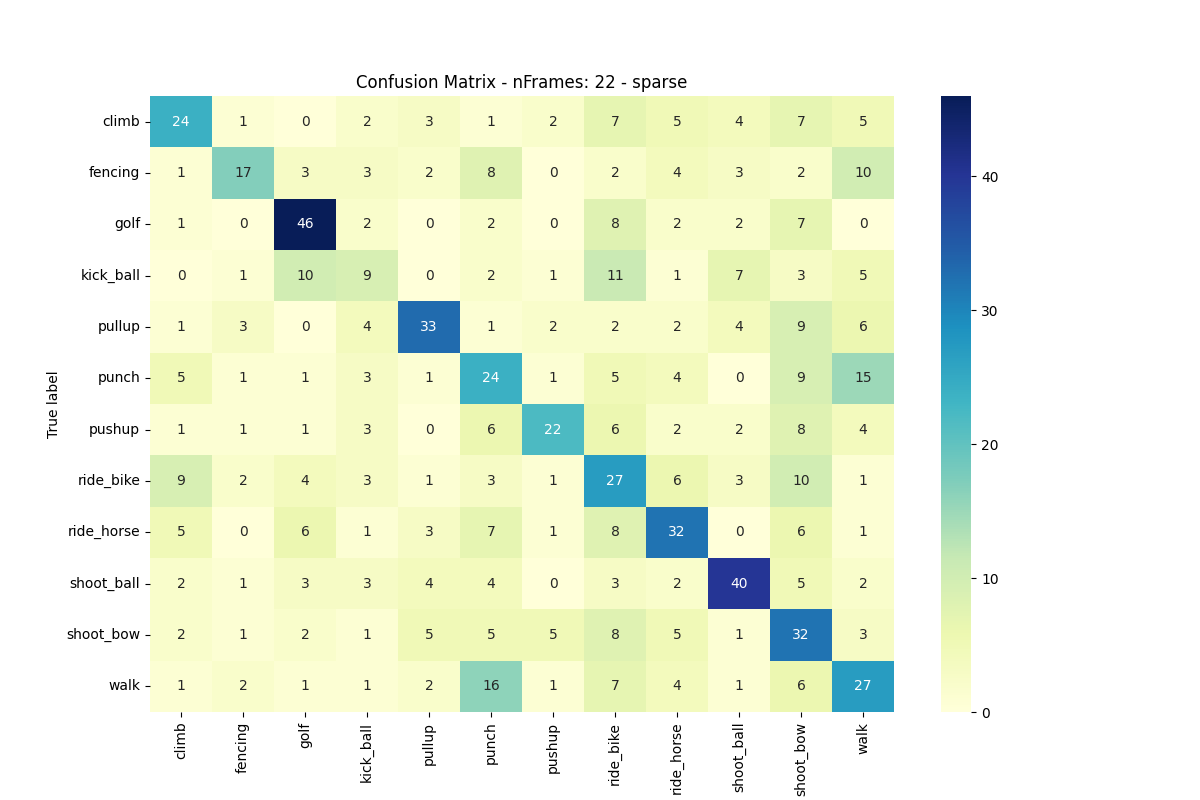 Confusion Matrix - nFrames: 22 - sparse
True label
climb 24 1 0 2 3 1 2 7 5 4 7 5
fencing 1 17 3 3 2 8 0 2 4 3 2 10
golf 1 0 46 2 0 2 0 8 2 2 7 0
kick_ball 0 1 10 9 0 2 1 11 1 7 3 5
pullup 1 3 0 4 33 1 2 2 2 4 9 6
punch 5 1 1 3 1 24 1 5 4 0 9 15
pushup 1 1 1 3 0 6 22 6 2 2 8 4
ride_bike 9 2 4 3 1 3 1 27 6 3 10 1
ride_horse 5 0 6 1 3 7 1 8 32 0 6 1
shoot_ball 2 1 3 3 4 4 0 3 2 40 5 2
shoot_bow 2 1 2 1 5 5 5 8 5 1 32 3
walk 1 2 1 1 2 16 1 7 4 1 6 27
climb fencing golf kick_ball pullup punch pushup ride_bike ride_horse shoot_ball shoot_bow walk
40
30
20
10
0